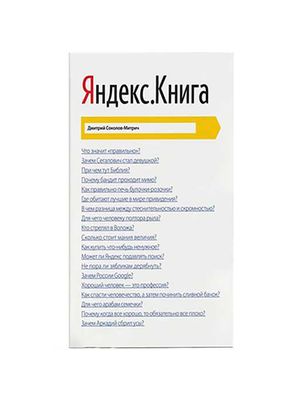 Яндекс.Книга
Дмитрий Соколов-Митрич
Что значит «правильно»?
Зачем Сегалович стал девушкой?
При чем тут Библия?
Почему бандит проходит мимо?
Как правильно печь булочки-розочки?
Где обитают лучшие в мире привидения?
В чем разница между стеснительностью и скромностью?
Для чего человеку полтора рыла?
Кто стрелял в Воложа?
Сколько стоит мания величия?
Как купить что-нибудь ненужное?
Может ли Яндекс подавлять поиск?
Не пора ли зябликам дерябнуть?
Зачем России Google?
Хороший человек — это профессия?
Как спасти человечество, а затем починить сливной бачок?
Для чего арабам семечки?
Почему когда все хорошо, то обязательно все плохо?
Зачем Аркадий сбрил усы?